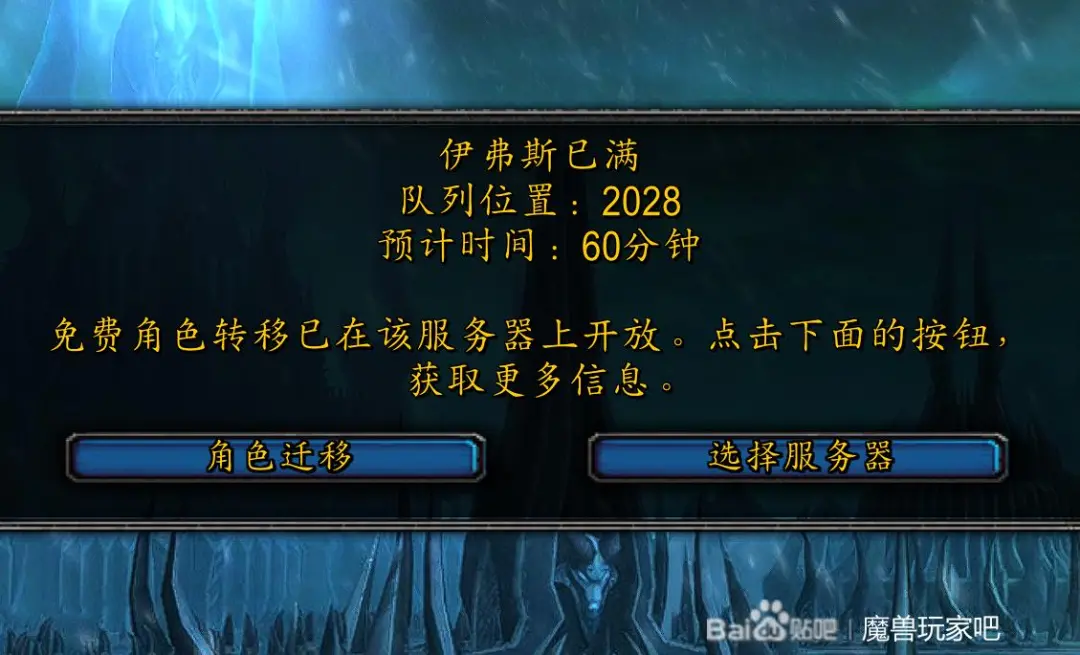 伊弗斯已满
队列位置：2028
预计时间：60分钟
免费角色转移已在该服务器上开放。点击下面的按钮，
获取更多信息。
角色迁移
选择服务器
Bai贴吧 | 魔兽玩家吧